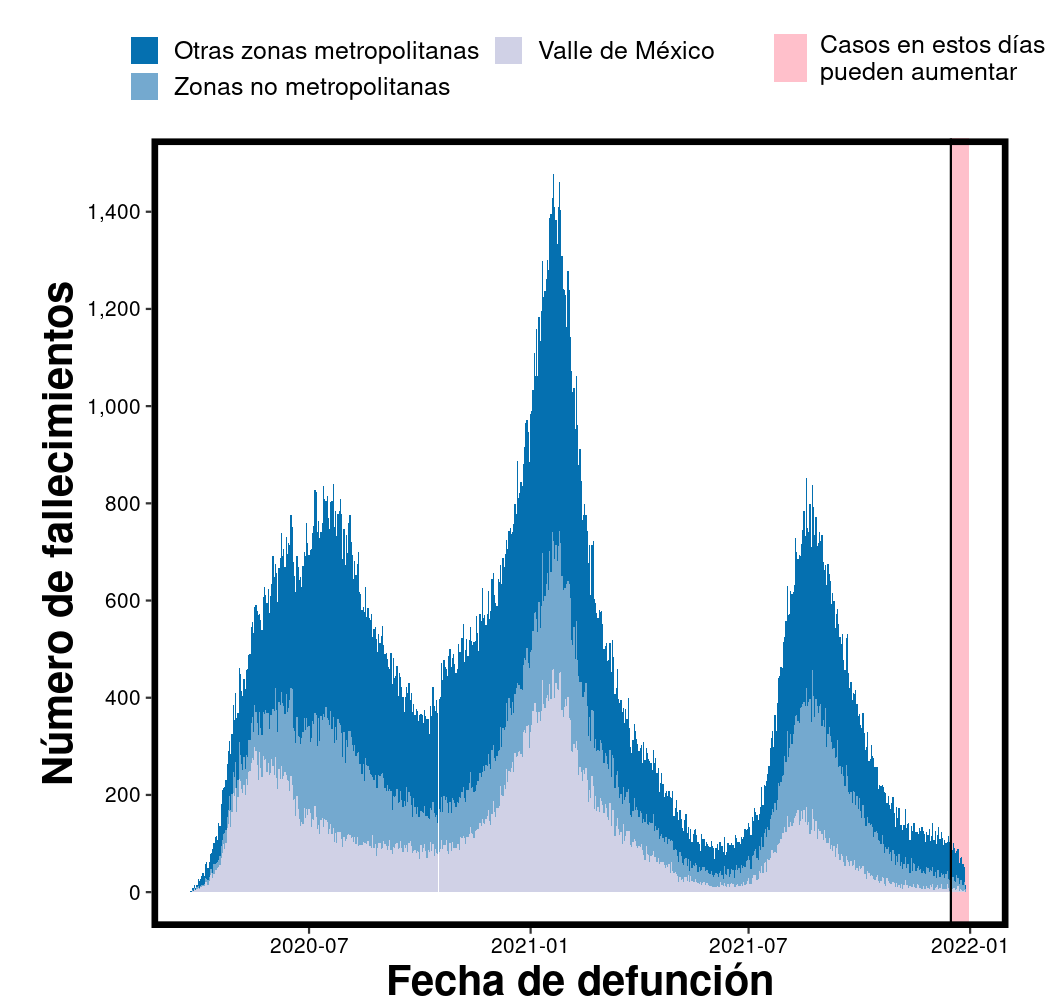 Otras zonas metropolitanas
Zonas no metropolitanas
Valle de México
Casos en estos días
pueden aumentar
Número de fallecimientos
1,400
1,200
1,000
800
600
400
200
0
2020-07
2021-01
2021-07
2022-01
Fecha de defunción